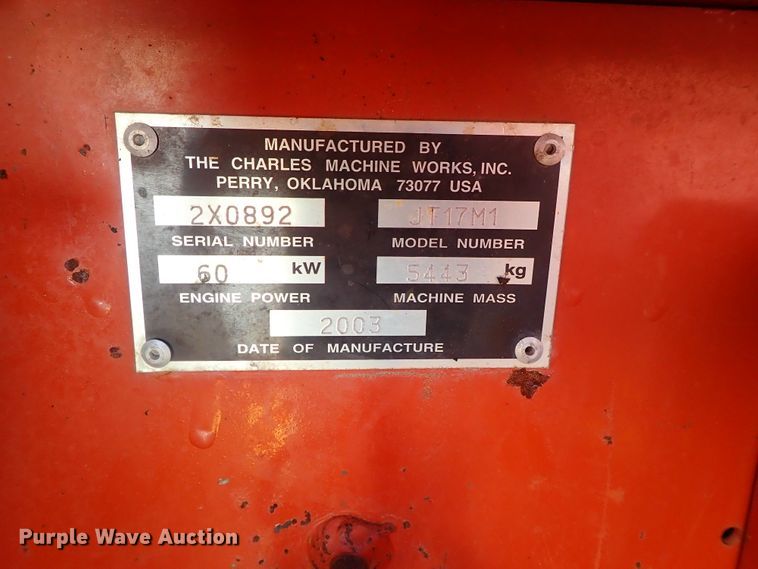 MANUFACTURED BY
THE CHARLES MACHINE WORKS, INC.
PERRY, OKLAHOMA 73077 USA
2X0892 JT17M1
SERIAL NUMBER MODEL NUMBER
60 kW 5443 kg
ENGINE POWER MACHINE MASS
2003
DATE OF MANUFACTURE
Purple Wave Auction